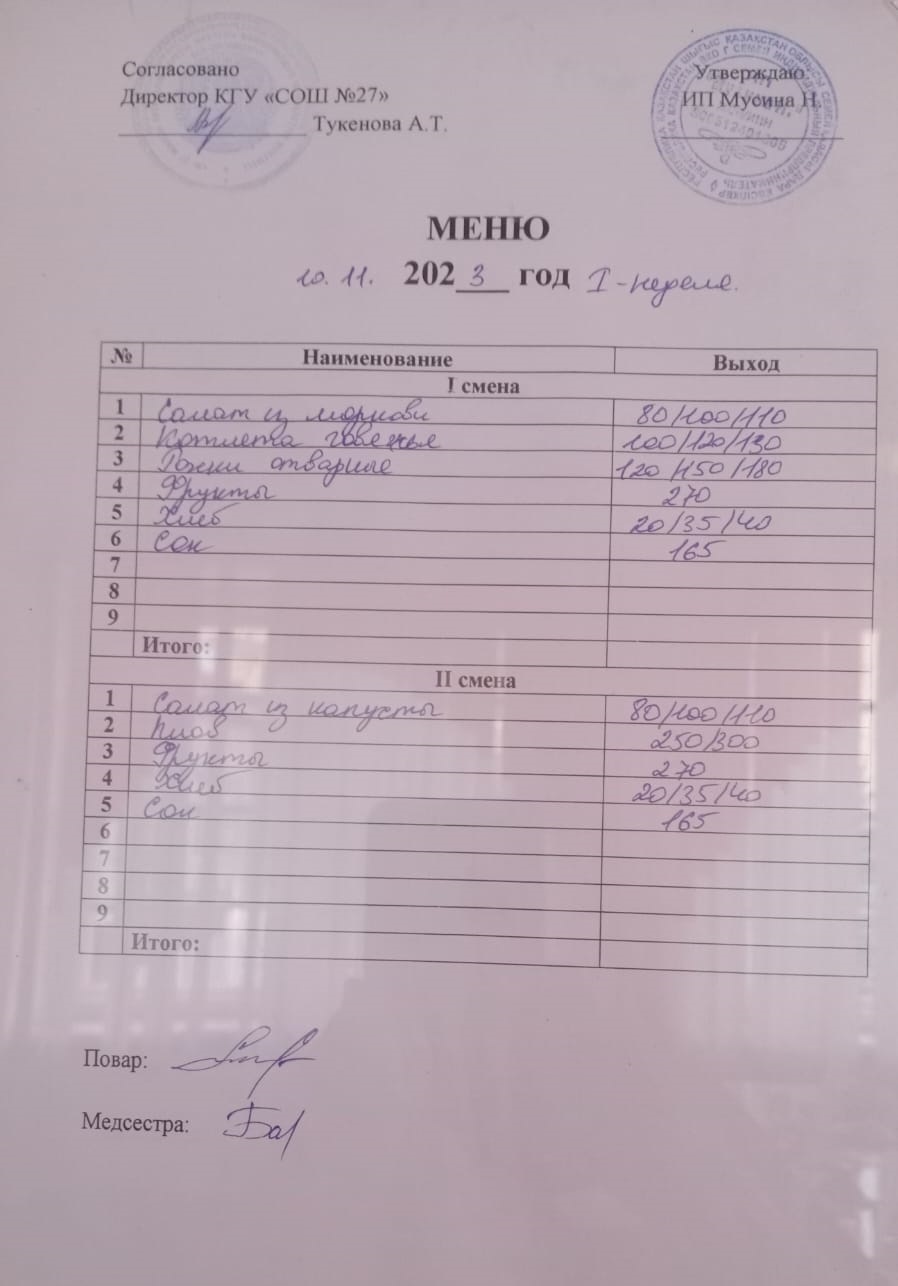 Согласовано
Директор КГУ «СОШ №27»
Тукенова А.Т.
Утверждаю:
ИП Мусина Н.
МЕНЮ
10. 11. 2023 год I - неделя.
№ Наименование Выход
I смена
1 Салат из моркови 80/100/110
2 Котлета говежье 100/120/130
3 Рожки отварные 120/150/180
4 Фрукты 270
5 Хлеб 20/35/40
6 Сок 165
7
8
9
Итого:
II смена
1 Салат из капусты 80/100/110
2 Плов 250/300
3 Фрукты 270
4 Хлеб 20/35/40
5 Сок 165
6
7
8
9
Итого:
Повар:
Медсестра: